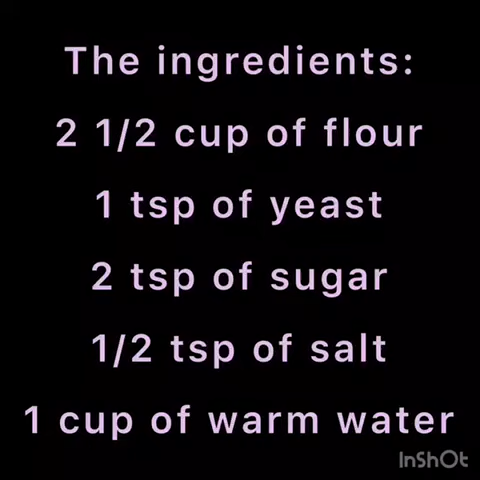 The ingredients:
2 1/2 cup of flour
1 tsp of yeast
2 tsp of sugar
1/2 tsp of salt
1 cup of warm water
InShOt